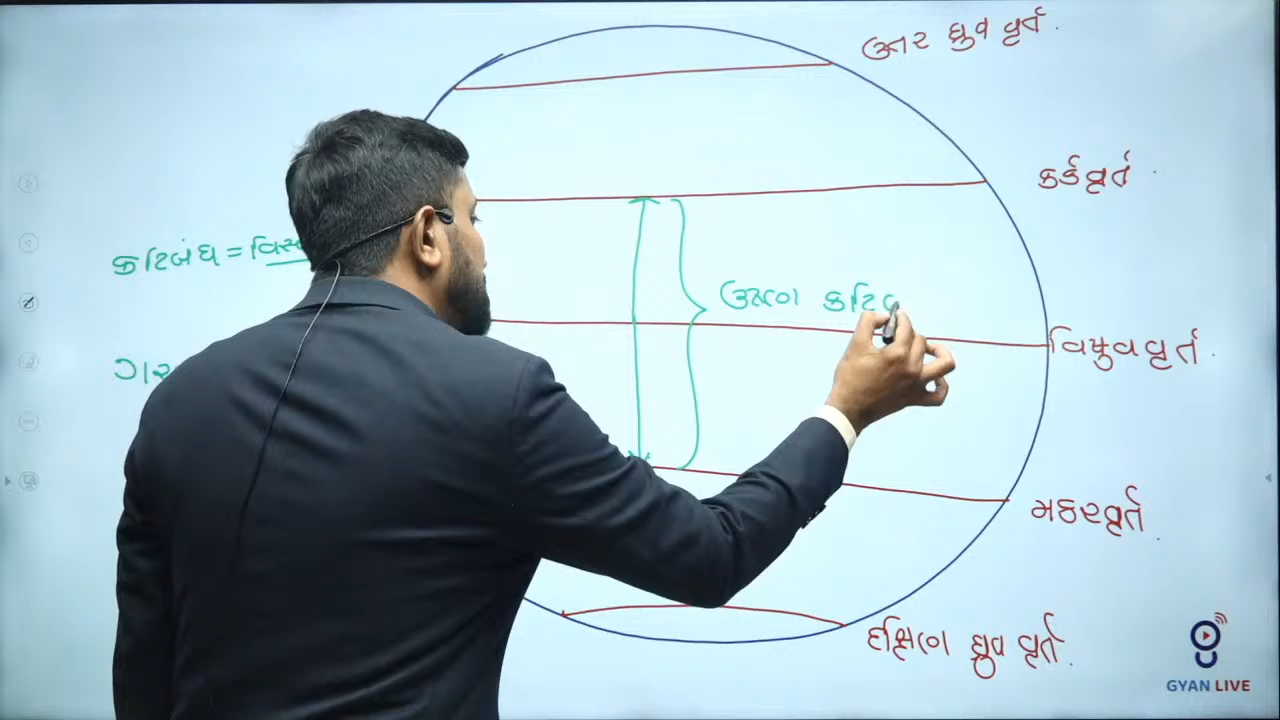 ઉત્તર ધ્રુવ વૃર્ત.
કર્કવૃર્ત.
કટિબંધ =
ઉષ્ણ
વિષુવવૃર્ત.
મકરવૃર્ત.
દક્ષિણ ધ્રુવ વૃર્ત.
GYAN LIVE